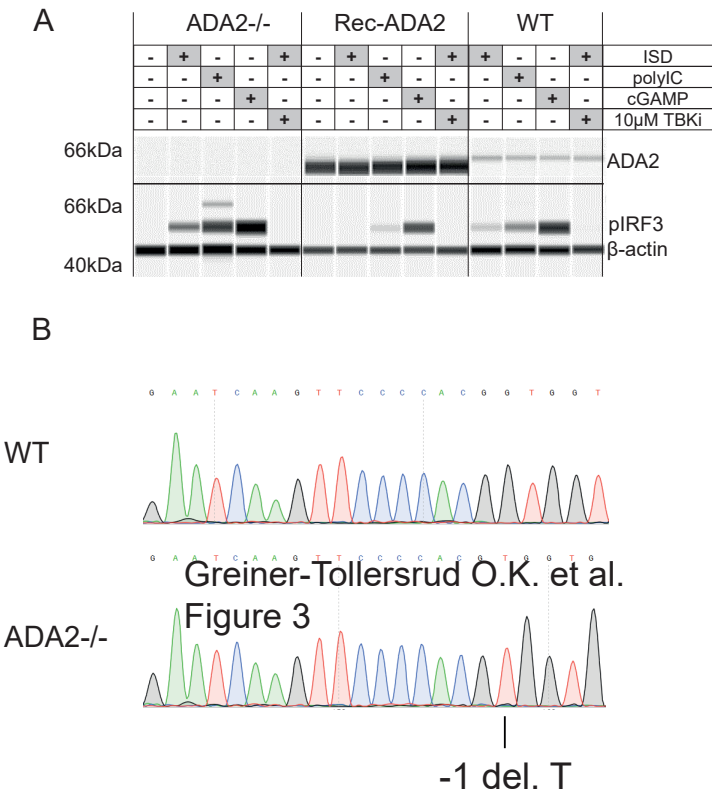 A
ADA2-/- Rec-ADA2 WT
- + - - + - + - - + + - - + ISD
- - + - - - - + - - - + - - polyIC
- - - + - - - - + - - - + - cGAMP
- - - - + - - - - + - - - + 10µM TBKi
66kDa ADA2
66kDa pIRF3
β-actin
40kDa
B
G A A T C A A G T T C C C C A C G G T G G T
WT
G A A T C A A G T T C C C C A C G T G G T G
Greiner-Tollersrud O.K. et al.
Figure 3
ADA2-/-
-1 del. T